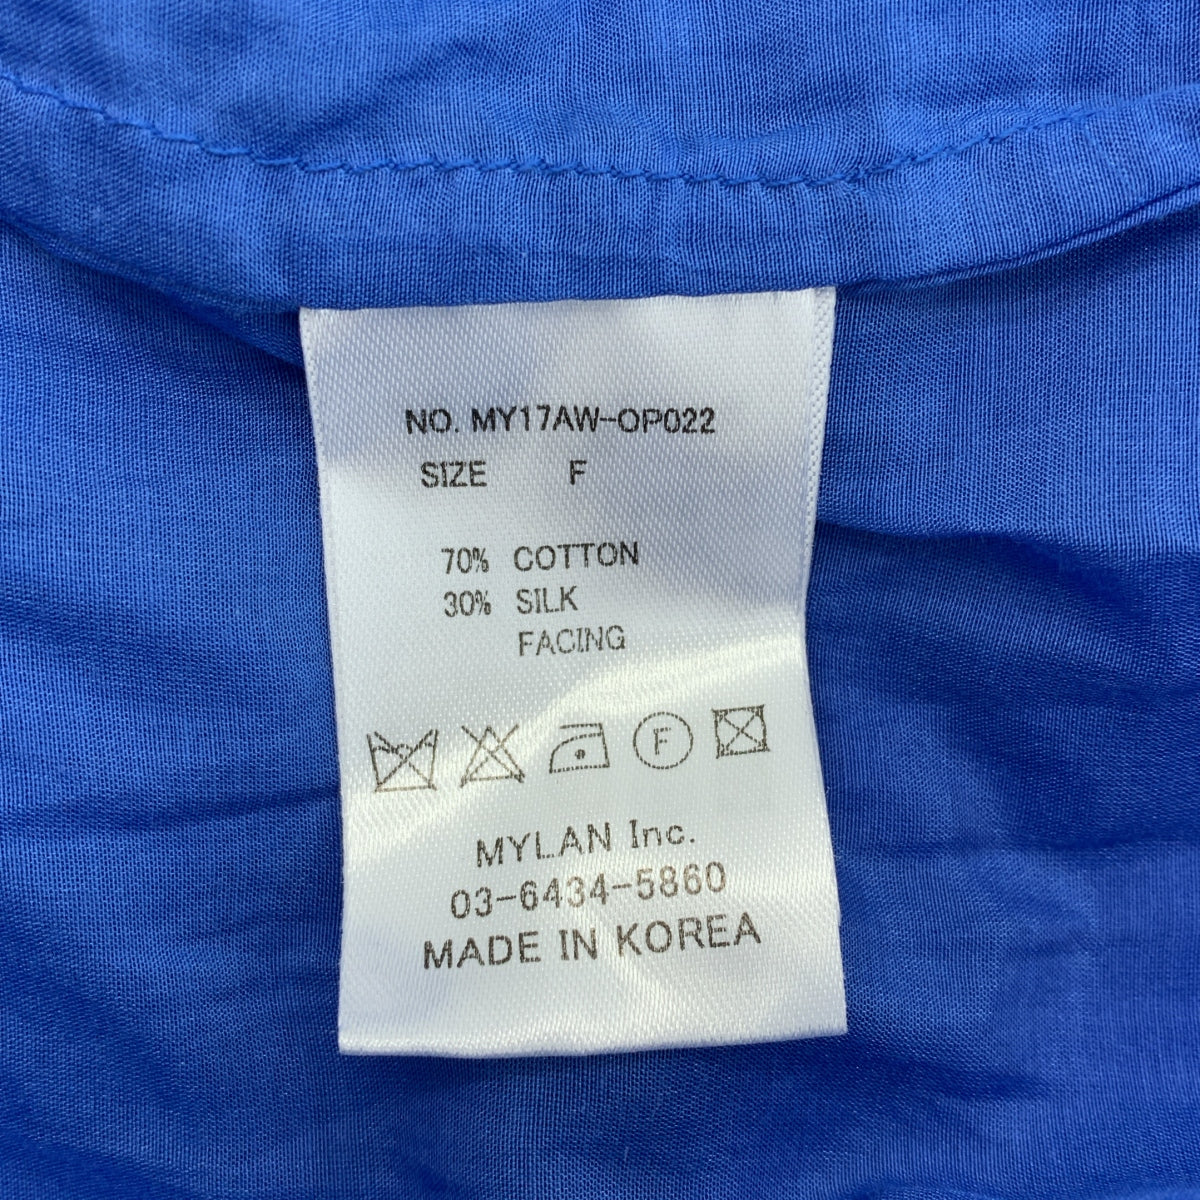 NO. MY17AW-OP022
SIZE F
70% COTTON
30% SILK
FACING
F
MYLAN Inc.
03-6434-5860
MADE IN KOREA